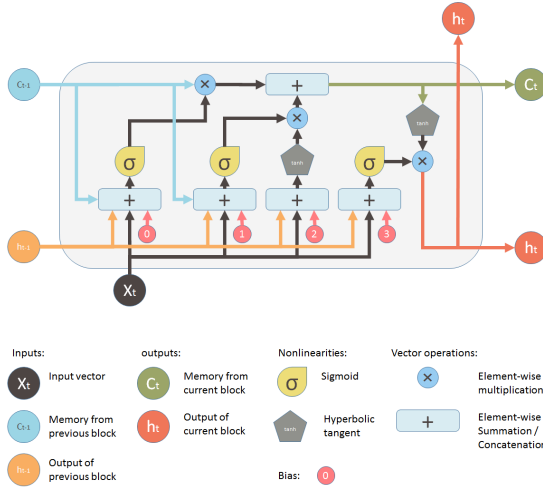 ht
Ct-1
×
+
Ct
×
tanh
σ
σ
tanh
σ
×
+
+
+
+
0
1
2
3
ht-1
ht
Xt
Inputs:
outputs:
Nonlinearities:
Vector operations:
Xt
Input vector
Ct
Memory from
current block
σ
Sigmoid
×
Element-wise
multiplication
Ct-1
Memory from
previous block
ht
Output of
current block
tanh
Hyperbolic
tangent
+
Element-wise
Summation /
Concatenation
ht-1
Output of
previous block
Bias:
0